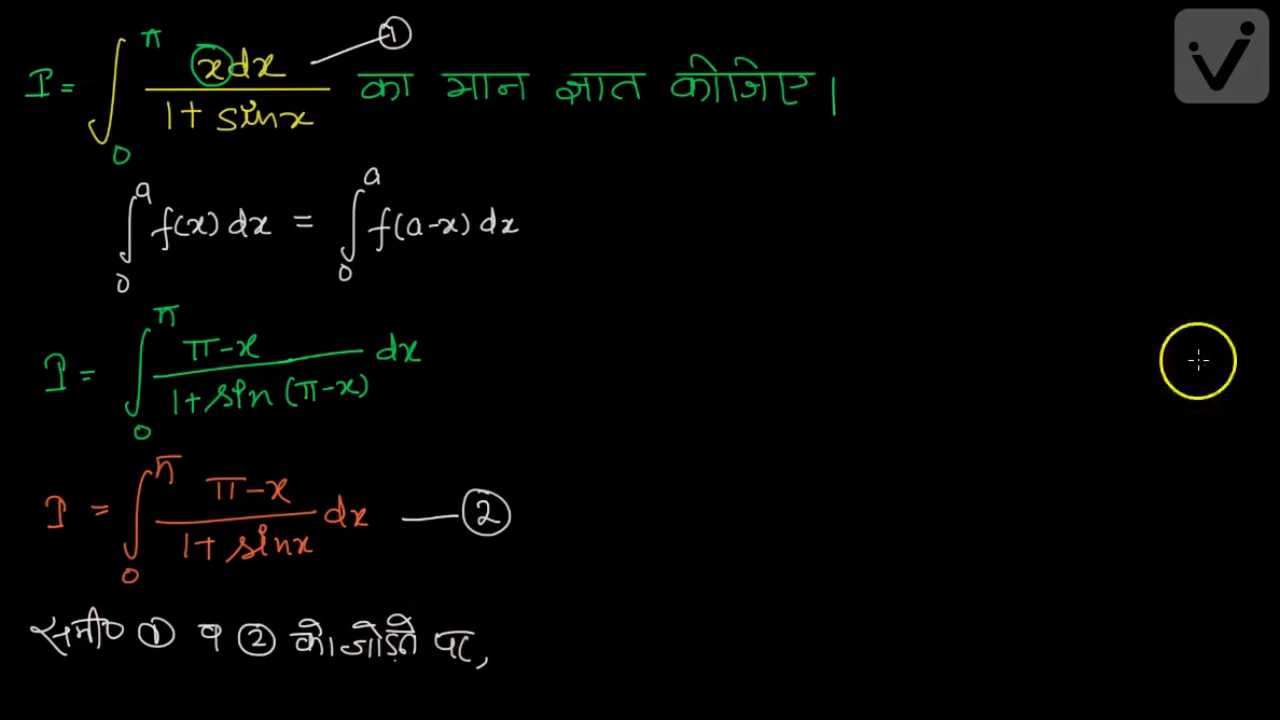 I = ∫₀^π x dx / (1 + sin x) — ① का मान ज्ञात कीजिए।
∫₀^a f(x) dx = ∫₀^a f(a-x) dx
I = ∫₀^π (π-x) / (1 + sin (π-x)) dx
I = ∫₀^π (π-x) / (1 + sin x) dx — ②
समी० ① व ② को जोड़ने पर,